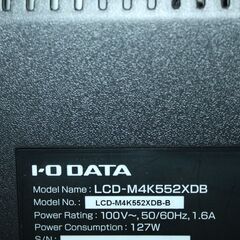 I-O DATA
Model Name: LCD-M4K552XDB
Model No.: LCD-M4K552XDB-B
Power Rating: 100V~, 50/60Hz, 1.6A
Power Consumption: 127W
S/N: